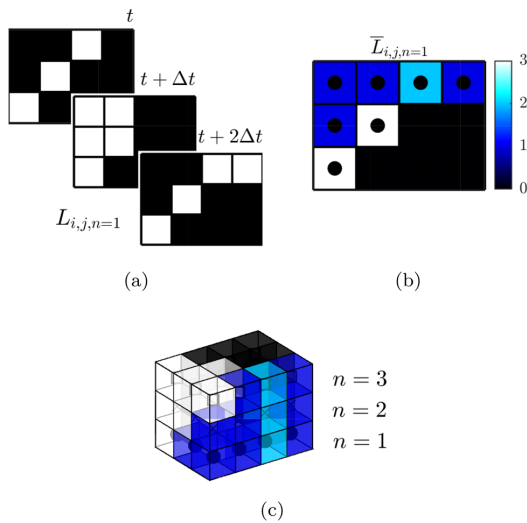 t
t + Δt
t + 2Δt
L_{i,j,n=1}
(a)
L̅_{i,j,n=1}
3
2
1
0
(b)
n = 3
n = 2
n = 1
(c)